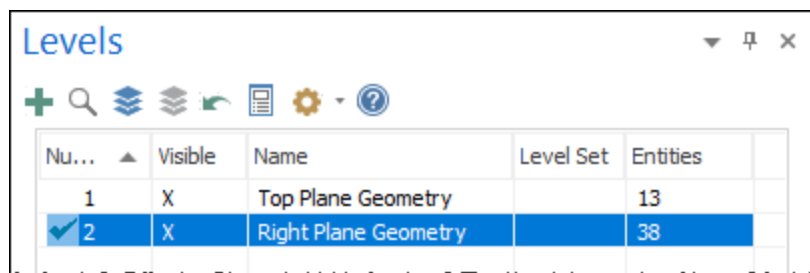 Levels
Nu... Visible Name Level Set Entities
1 X Top Plane Geometry 13
2 X Right Plane Geometry 38